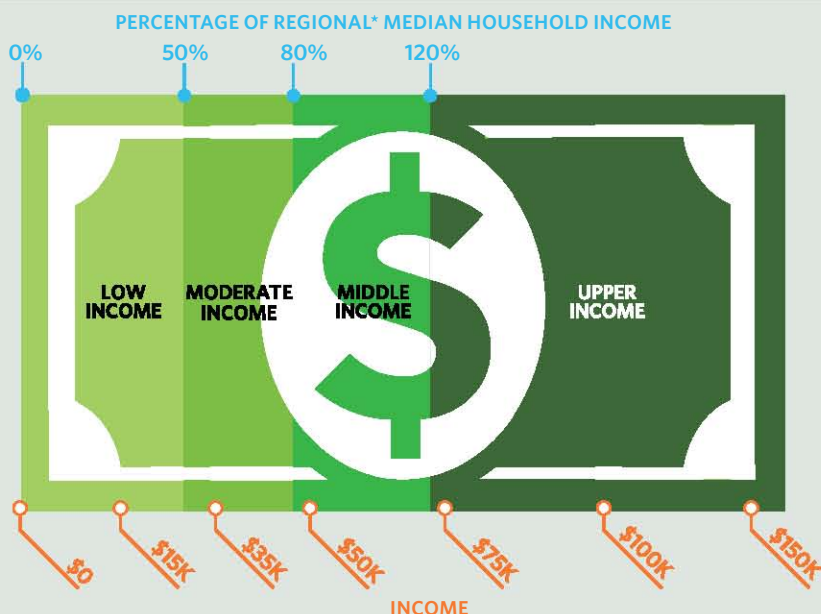 PERCENTAGE OF REGIONAL* MEDIAN HOUSEHOLD INCOME
0% 50% 80% 120%
LOW INCOME
MODERATE INCOME
MIDDLE INCOME
UPPER INCOME
$0 $15K $35K $50K $75K $100K $150K
INCOME